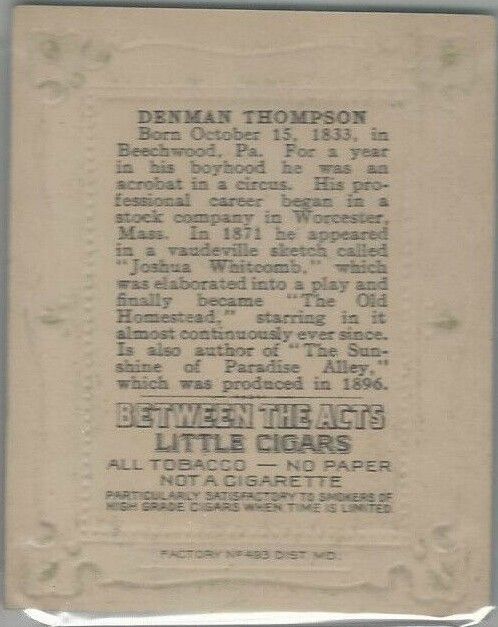 DENMAN THOMPSON
Born October 15, 1833, in
Beechwood, Pa. For a year
in his boyhood he was an
acrobat in a circus. His pro-
fessional career began in a
stock company in Worcester,
Mass. In 1871 he appeared
in a vaudeville sketch called
"Joshua Whitcomb," which
was elaborated into a play and
finally became "The Old
Homestead," starring in it
almost continuously ever since.
Is also author of "The Sun-
shine of Paradise Alley,"
which was produced in 1896.
BETWEEN THE ACTS
LITTLE CIGARS
ALL TOBACCO — NO PAPER
NOT A CIGARETTE
PARTICULARLY SATISFACTORY TO SMOKERS OF
HIGH GRADE CIGARS WHEN TIME IS LIMITED.
FACTORY Nº 493 DIST. MD.